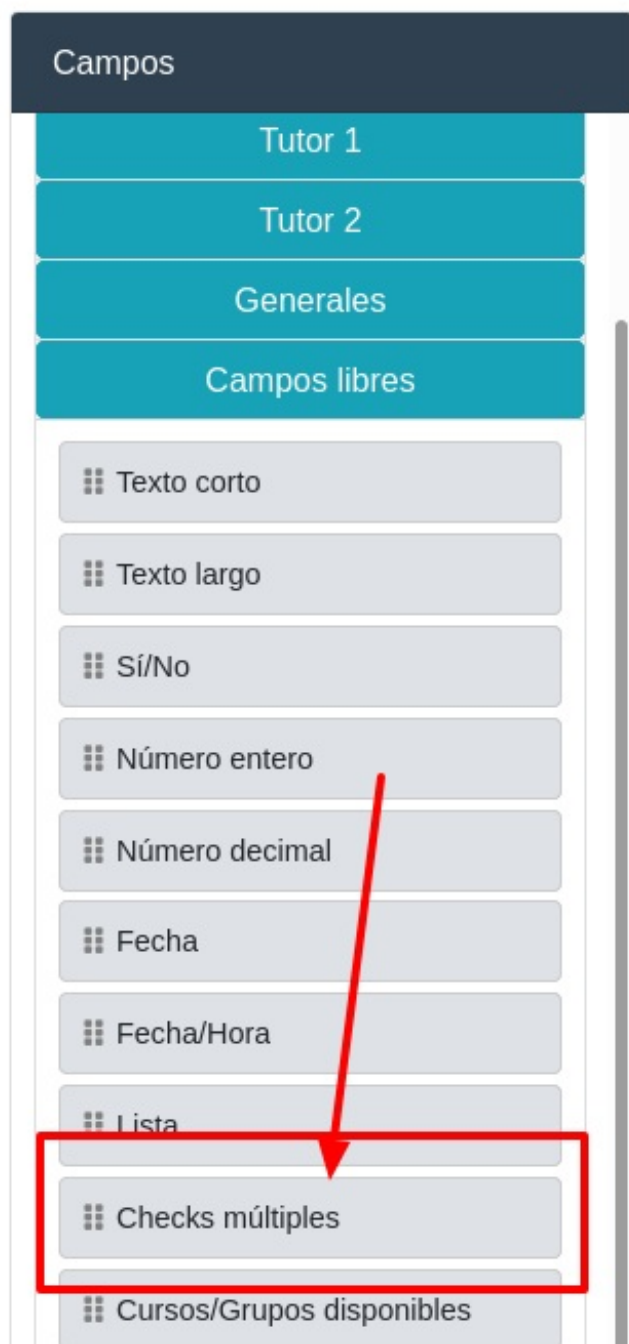 Campos
Tutor 1
Tutor 2
Generales
Campos libres
Texto corto
Texto largo
Sí/No
Número entero
Número decimal
Fecha
Fecha/Hora
Lista
Checks múltiples
Cursos/Grupos disponibles